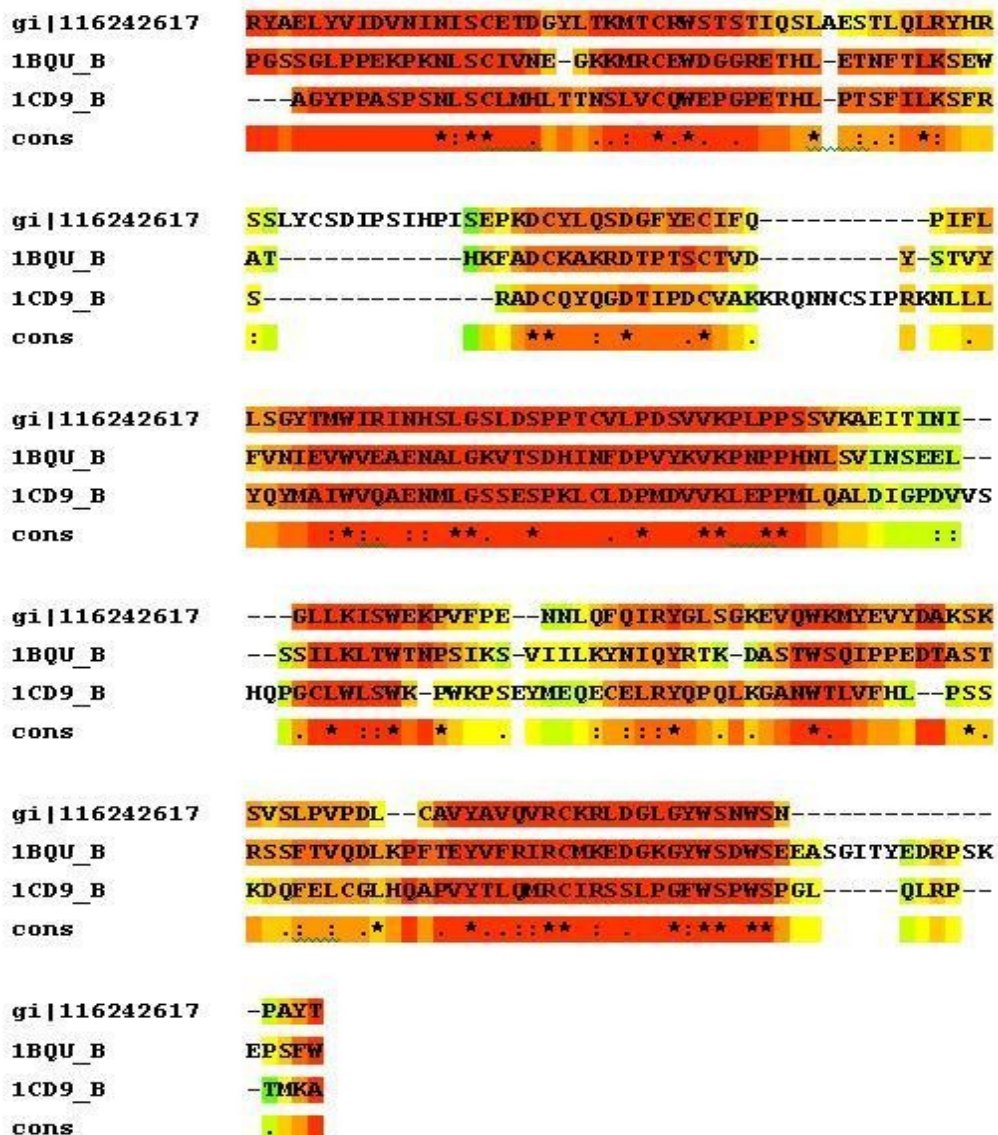 gi|116242617 RYAELYVIDVNINISCETDGYLTKMTCRWSTSTIQSLAESTLQLRYHR
1BQU_B PGSSGLPPEKPKNLSCIVNE-GKKMRCEWDGGRETHL-ETNFTLKSEW
1CD9_B ---AGYPPASPSNLSCLMHLTTNSLVCQWEPGPETHL-PTSFILKSFR
cons *:** . ..: *.*. . * :.: *:
gi|116242617 SSLYCSDIPSIHPISEPKDCYLQSDGFYECIFQ-----------PIFL
1BQU_B AT------------HKFADCKAKRDTPTSCTVD---------Y-STVY
1CD9_B S---------------RADCQYQGDTIPDCVAKKRQNNCSIPRKNLLL
cons : ** : * .* . .
gi|116242617 LSGYTMWIRINHSLGSLDSPPTCVLPDSVVKPLPPSSVKAEITINI--
1BQU_B FVNIEVWVEAENALGKVTSDHINFDPVYKVKPNPPHNLSVINSEEL--
1CD9_B YQYMAIWVQAENMLGSSESPKLCLDPMDVVKLEPPMLQALDIGPDVVS
cons :*:. :: **. * . * ** ** ::
gi|116242617 ---GLLKISWEKPVFPE--NNLQFQIRYGLSGKEVQWKMYEVYDAKSK
1BQU_B --SSILKLTWTNPSIKS-VIILKYNIQYRTK-DASTWSQIPPEDTAST
1CD9_B HQPGCLWLSWK-PWKPSEYMEQECELRYQPQLKGANWTLVFHL--PSS
cons . * ::* * . : :::* . . *. *.
gi|116242617 SVSLPVPDL--CAVYAVQVRCKRLDGLGYWSNWSN-------------
1BQU_B RSSFTVQDLKPFTEYVFRIRCMKEDGKGYWSDWSEEASGITYEDRPSK
1CD9_B KDQFELCGLHQAPVYTLQMRCIRSSLPGFWSPWSPGL-----QLRP--
cons .: : .* . *..::** : . *:** **
gi|116242617 -PAYT
1BQU_B EPSFW
1CD9_B -TMKA
cons .